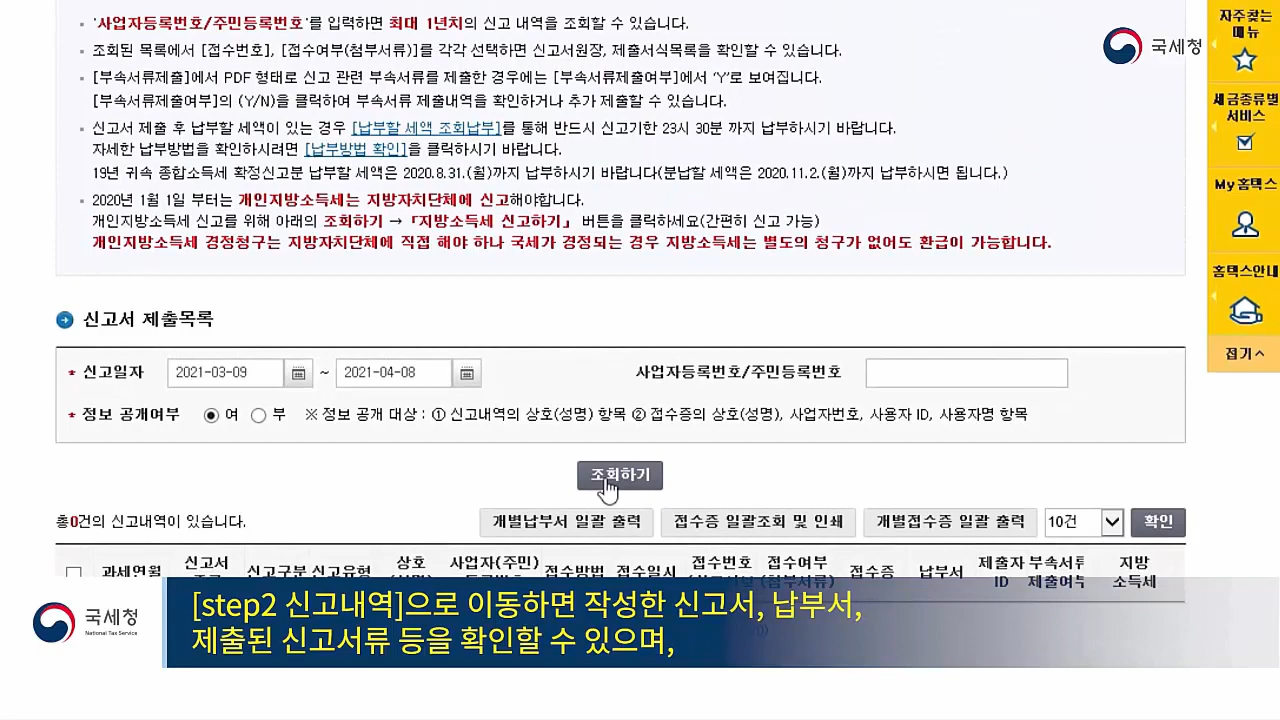 '사업자등록번호/주민등록번호'를 입력하면 최대 1년치의 신고 내역을 조회할 수 있습니다.
조회된 목록에서 [접수번호], [접수여부(첨부서류)]를 각각 선택하면 신고서원장, 제출서식목록을 확인할 수 있습니다.
[부속서류제출]에서 PDF 형태로 신고 관련 부속서류를 제출한 경우에는 [부속서류제출여부]에서 'Y'로 보여집니다.
[부속서류제출여부]의 (Y/N)을 클릭하여 부속서류 제출내역을 확인하거나 추가 제출할 수 있습니다.
신고서 제출 후 납부할 세액이 있는 경우 [납부할 세액 조회납부]를 통해 반드시 신고기한 23시 30분 까지 납부하시기 바랍니다.
자세한 납부방법을 확인하시려면 [납부방법 확인]을 클릭하시기 바랍니다.
19년 귀속 종합소득세 확정신고분 납부할 세액은 2020.8.31.(월)까지 납부하시기 바랍니다(분납할 세액은 2020.11.2.(월)까지 납부하시면 됩니다.)
2020년 1월 1일 부터는 개인지방소득세는 지방자치단체에 신고해야합니다.
개인지방소득세 신고를 위해 아래의 조회하기 → 「지방소득세 신고하기」 버튼을 클릭하세요(간편히 신고 가능)
개인지방소득세 경정청구는 지방자치단체에 직접 해야 하나 국세가 경정되는 경우 지방소득세는 별도의 청구가 없어도 환급이 가능합니다.
국세청
자주찾는
메뉴
세금종류별
서비스
My홈택스
홈택스안내
접기 ^
신고서 제출목록
* 신고일자 2021-03-09 ~ 2021-04-08 사업자등록번호/주민등록번호
* 정보 공개여부 여 부 ※ 정보 공개 대상 : ① 신고내역의 상호(성명) 항목 ② 접수증의 상호(성명), 사업자번호, 사용자 ID, 사용자명 항목
조회하기
총0건의 신고내역이 있습니다. 개별납부서 일괄 출력 접수증 일괄조회 및 인쇄 개별접수증 일괄 출력 10건 확인
과세연월 신고서 신고구분 신고유형 상호 사업자(주민) 접수방법 접수일시 접수번호 접수여부 접수증 납부서 제출자 부속서류 지방
(첨부서류) ID 제출여부 소득세
국세청
National Tax Service
[step2 신고내역]으로 이동하면 작성한 신고서, 납부서,
제출된 신고서류 등을 확인할 수 있으며,